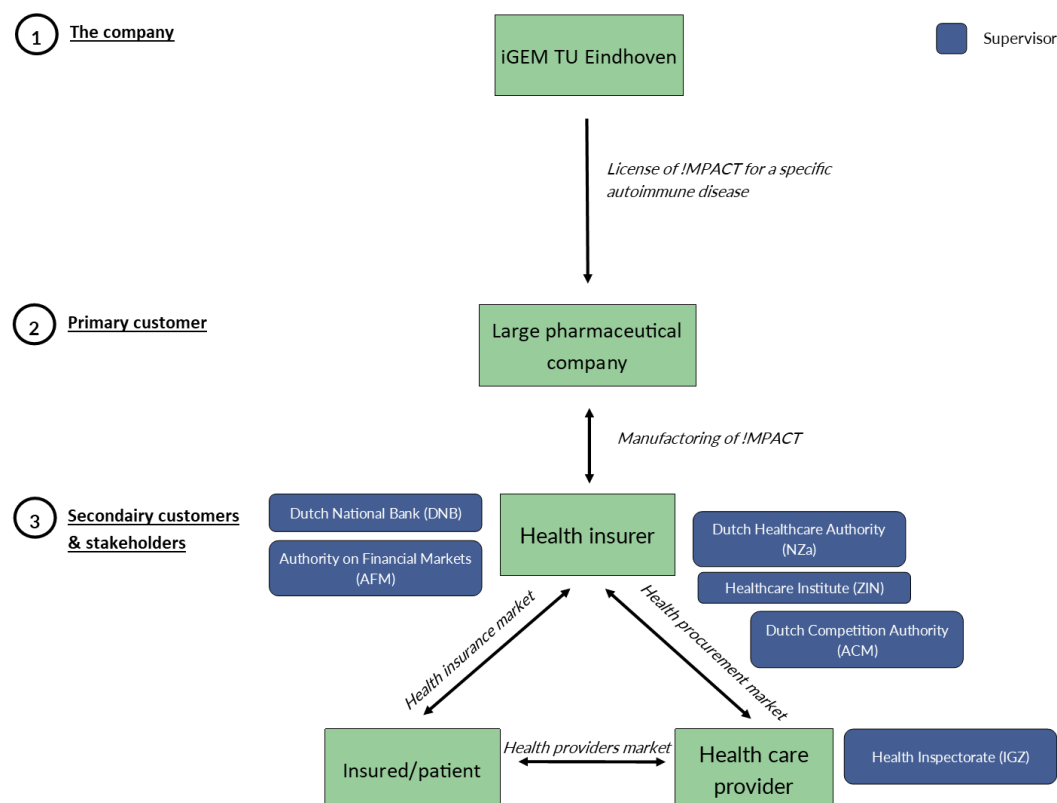 1
The company
iGEM TU Eindhoven
Supervisor
License of !MPACT for a specific
autoimmune disease
2
Primary customer
Large pharmaceutical
company
Manufactoring of !MPACT
3
Secondairy customers
& stakeholders
Dutch National Bank (DNB)
Authority on Financial Markets
(AFM)
Health insurer
Dutch Healthcare Authority
(NZa)
Healthcare Institute (ZIN)
Dutch Competition Authority
(ACM)
Health insurance market
Health procurement market
Insured/patient
Health providers market
Health care
provider
Health Inspectorate (IGZ)